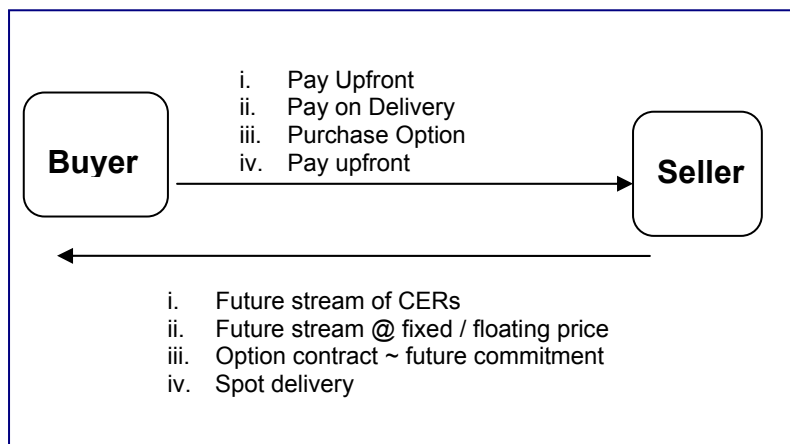 i. Pay Upfront
ii. Pay on Delivery
iii. Purchase Option
iv. Pay upfront
Buyer
Seller
i. Future stream of CERs
ii. Future stream @ fixed / floating price
iii. Option contract ~ future commitment
iv. Spot delivery